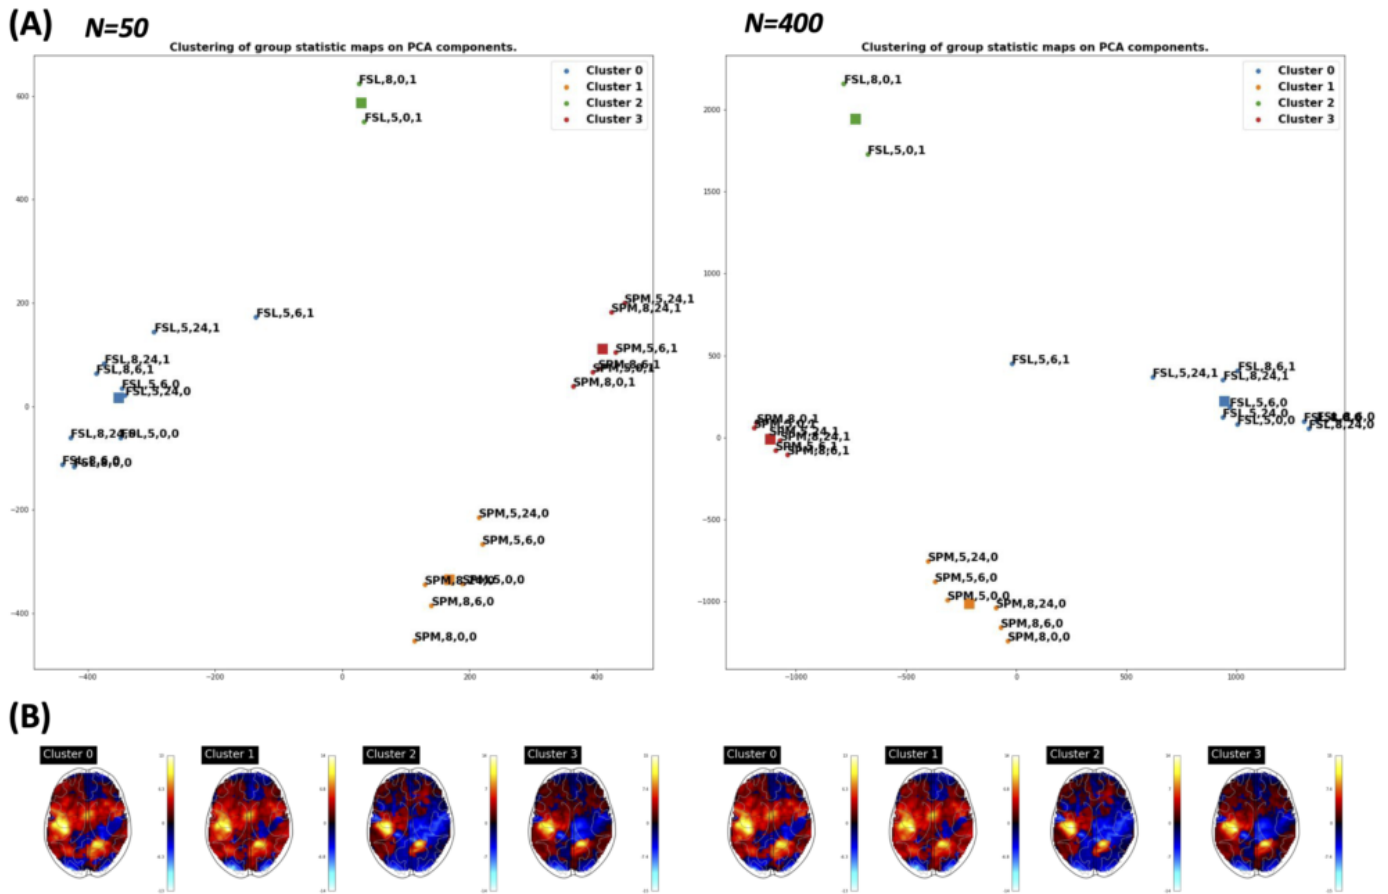 (A)
N=50
N=400
Clustering of group statistic maps on PCA components.
Cluster 0
Cluster 1
Cluster 2
Cluster 3
600
400
200
0
−200
−400
−400
−200
0
200
400
FSL,8,0,1
FSL,5,0,1
FSL,5,6,1
FSL,5,24,1
FSL,8,24,1
FSL,8,6,1
FSL,5,6,0
FSL,5,24,0
FSL,5,0,0
SPM,5,24,1
SPM,8,24,1
SPM,5,6,1
SPM,8,0,1
SPM,5,24,0
SPM,5,6,0
SPM,5,0,0
SPM,8,6,0
SPM,8,0,0
Clustering of group statistic maps on PCA components.
Cluster 0
Cluster 1
Cluster 2
Cluster 3
2000
1500
1000
500
0
−500
−1000
−1000
−500
0
500
1000
FSL,8,0,1
FSL,5,0,1
FSL,5,6,1
FSL,5,24,1
FSL,8,6,1
FSL,8,24,1
FSL,5,6,0
FSL,5,24,0
FSL,5,0,0
FSL,8,24,0
SPM,8,0,1
SPM,5,24,1
SPM,8,24,1
SPM,5,6,1
SPM,8,6,1
SPM,5,24,0
SPM,5,6,0
SPM,5,0,0
SPM,8,24,0
SPM,8,6,0
SPM,8,0,0
(B)
Cluster 0
Cluster 1
Cluster 2
Cluster 3
Cluster 0
Cluster 1
Cluster 2
Cluster 3